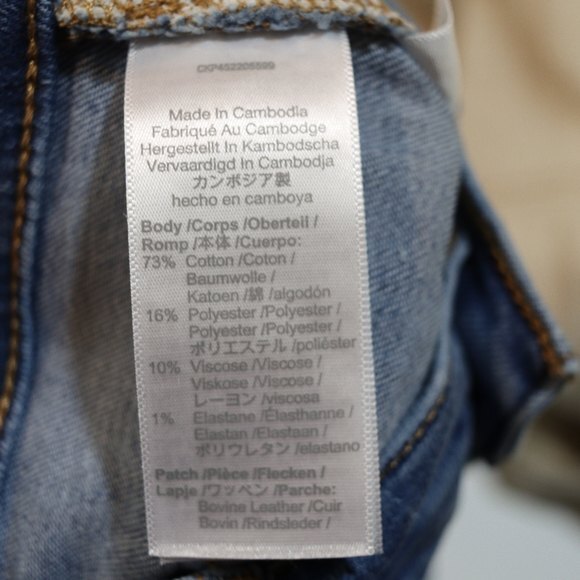 CKP452205599
Made In Cambodia
Fabriqué Au Cambodge
Hergestellt In Kambodscha
Vervaardigd In Cambodja
カンボジア製
hecho en camboya
Body /Corps /Oberteil /
Romp /本体 /Cuerpo:
73% Cotton /Coton /
Baumwolle /
Katoen /綿 /algodón
16% Polyester /Polyester /
Polyester /Polyester /
ポリエステル /poliéster
10% Viscose /Viscose /
Viskose /Viscose /
レーヨン /viscosa
1% Elastane /Élasthanne /
Elastan /Elastaan /
ポリウレタン /elastano
Patch /Pièce /Flecken /
Lapje /ワッペン /Parche:
Bovine Leather /Cuir
Bovin /Rindsleder /